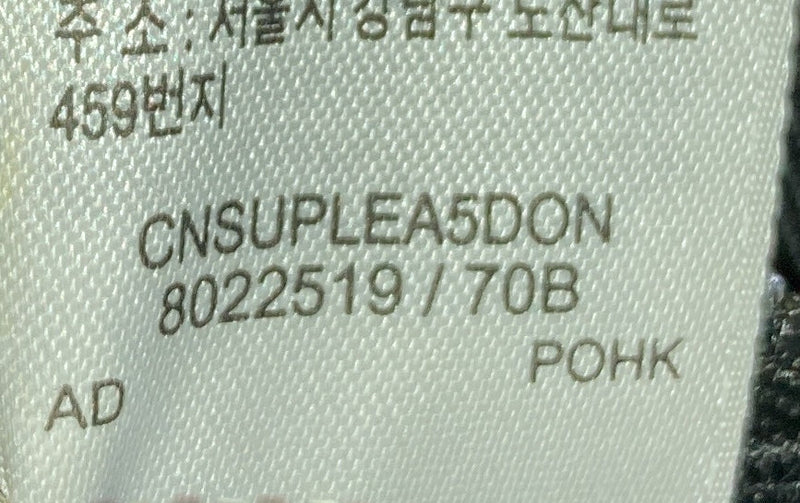 주 소 : 서울시 강남구 도산대로
459번지
CNSUPLEA5DON
8022519 / 70B
POHK
AD